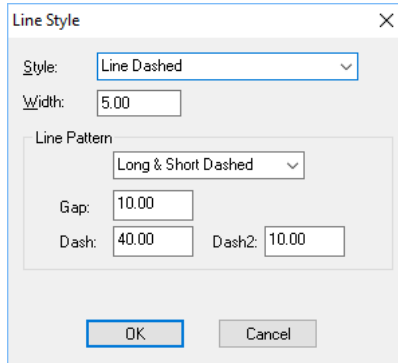 Line Style
Style: Line Dashed
Width: 5.00
Line Pattern
Long & Short Dashed
Gap: 10.00
Dash: 40.00 Dash2: 10.00
OK Cancel